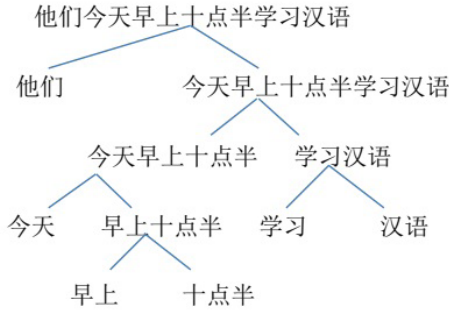 他们今天早上十点半学习汉语
他们 今天早上十点半学习汉语
今天早上十点半 学习汉语
今天 早上十点半 学习 汉语
早上 十点半